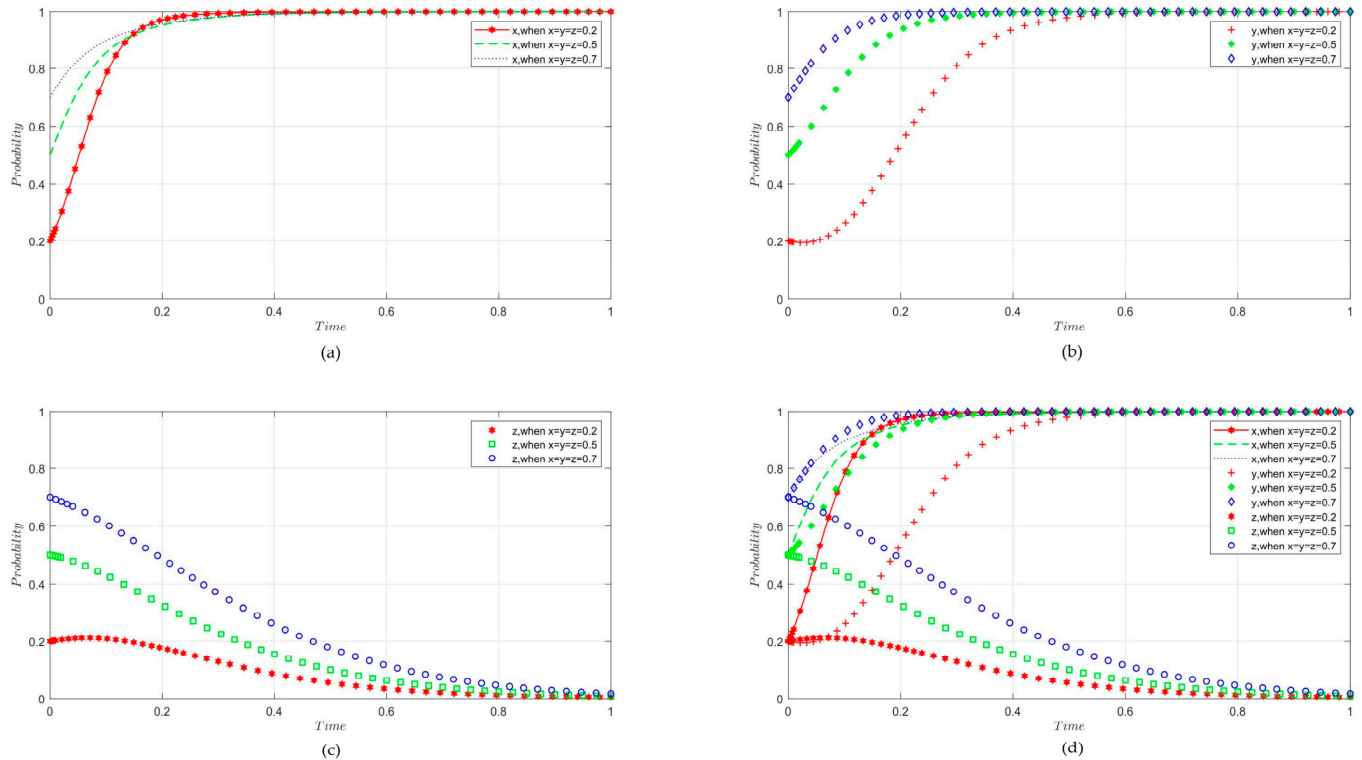 1
0.8
0.6
0.4
0.2
0
Probability
0
0.2
0.4
0.6
0.8
1
Time
x,when x=y=z=0.2
x,when x=y=z=0.5
x,when x=y=z=0.7
(a)
1
0.8
0.6
0.4
0.2
0
Probability
0
0.2
0.4
0.6
0.8
1
Time
y,when x=y=z=0.2
y,when x=y=z=0.5
y,when x=y=z=0.7
(b)
1
0.8
0.6
0.4
0.2
0
Probability
0
0.2
0.4
0.6
0.8
1
Time
z,when x=y=z=0.2
z,when x=y=z=0.5
z,when x=y=z=0.7
(c)
1
0.8
0.6
0.4
0.2
0
Probability
0
0.2
0.4
0.6
0.8
1
Time
x,when x=y=z=0.2
x,when x=y=z=0.5
x,when x=y=z=0.7
y,when x=y=z=0.2
y,when x=y=z=0.5
y,when x=y=z=0.7
z,when x=y=z=0.2
z,when x=y=z=0.5
z,when x=y=z=0.7
(d)